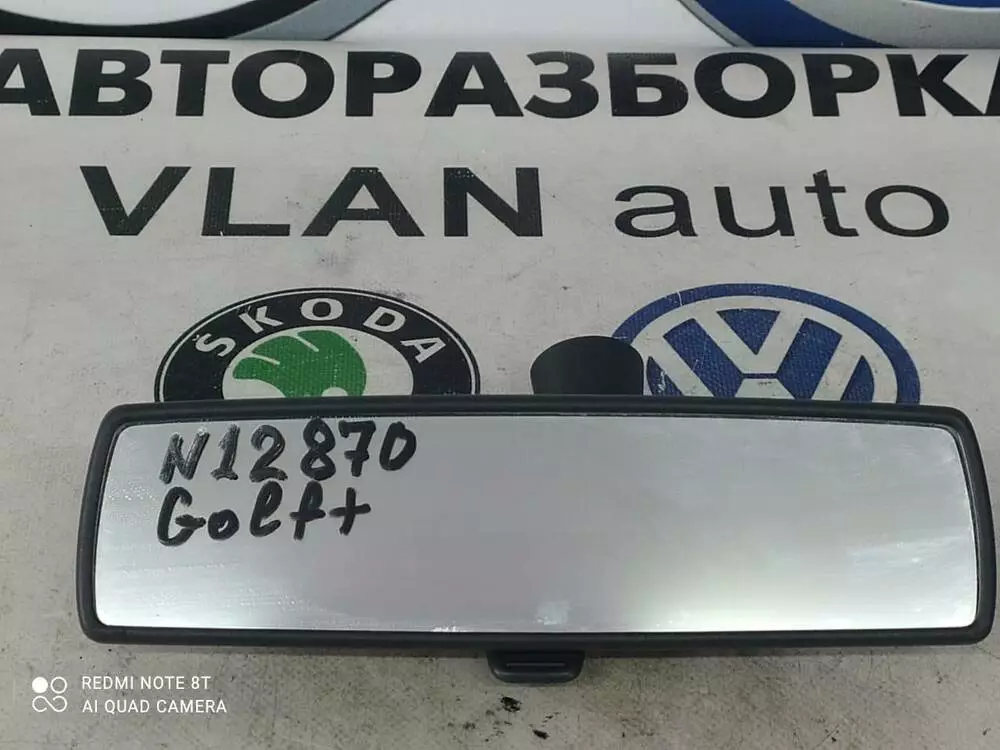 АВТОРАЗБОРКА
VLAN auto
ŠKODA
N12870
Golf+
REDMI NOTE 8T
AI QUAD CAMERA